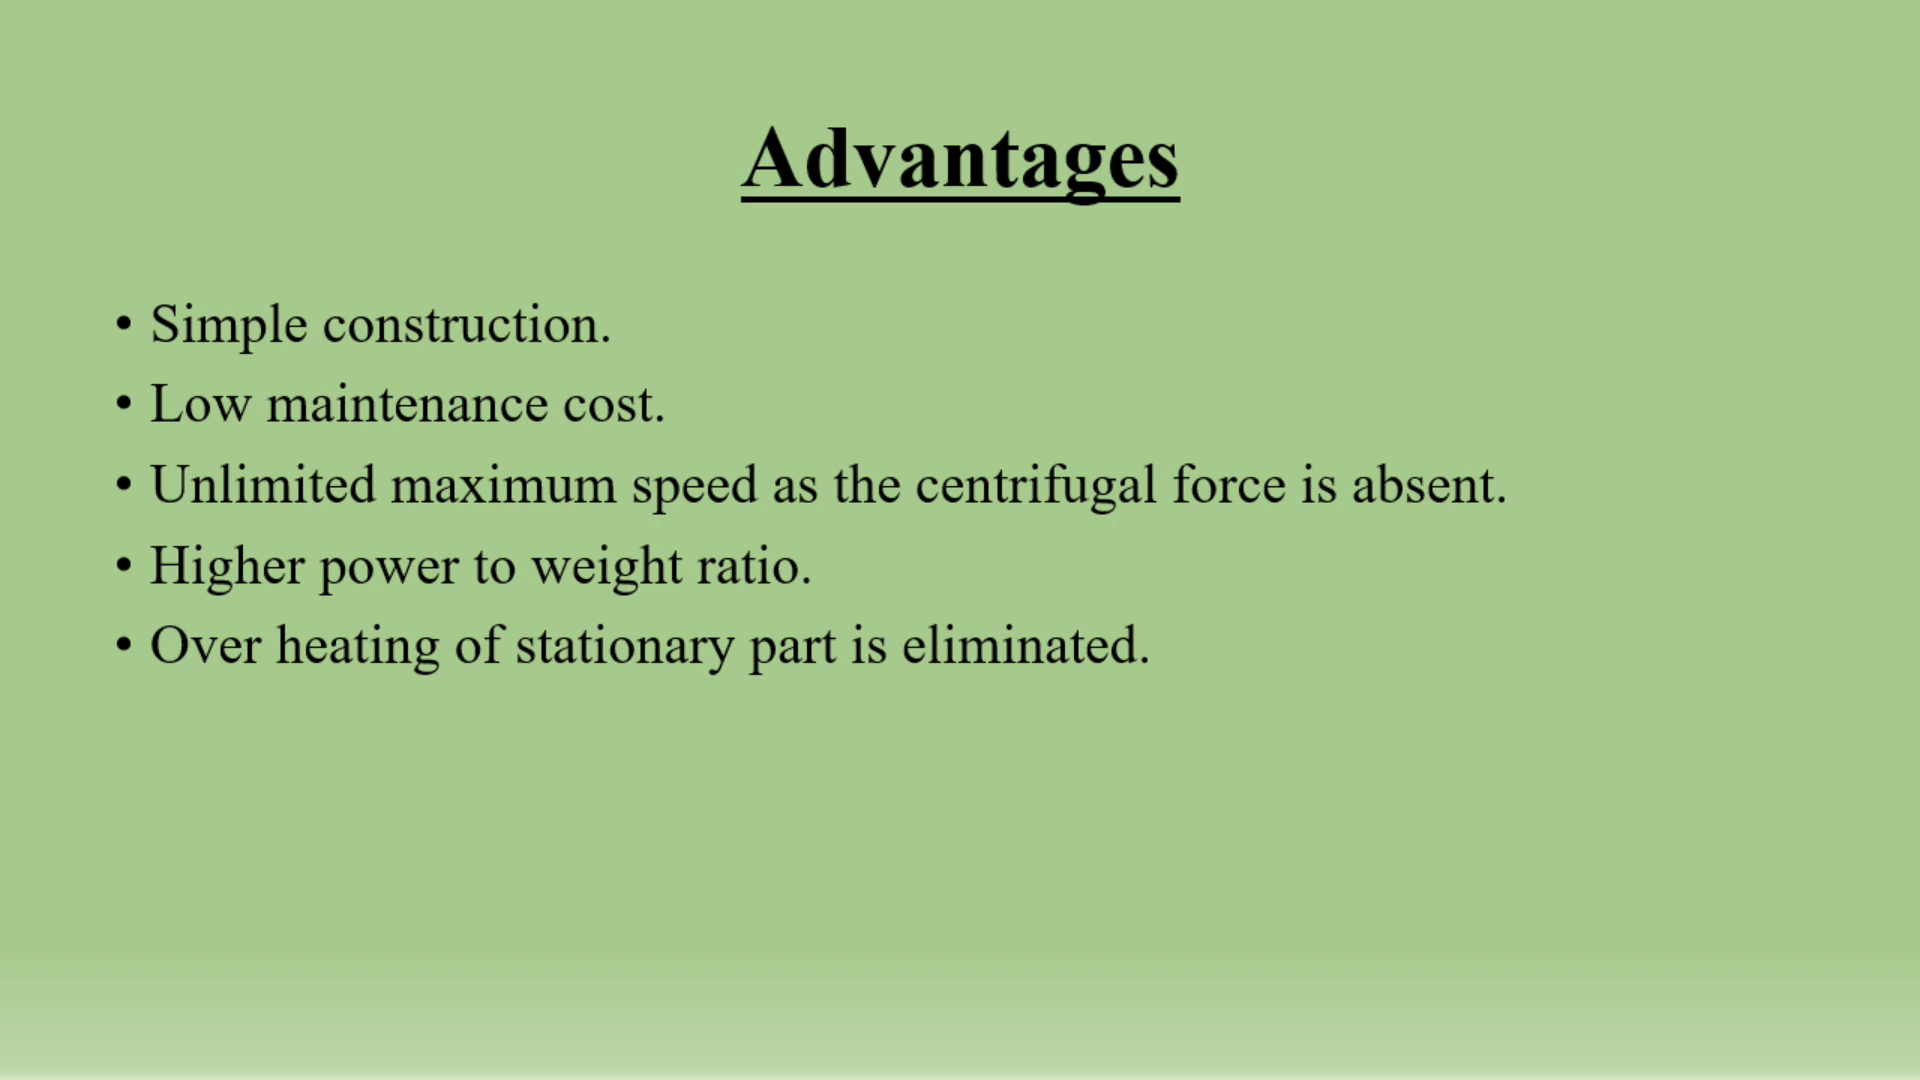 Advantages
• Simple construction.
• Low maintenance cost.
• Unlimited maximum speed as the centrifugal force is absent.
• Higher power to weight ratio.
• Over heating of stationary part is eliminated.